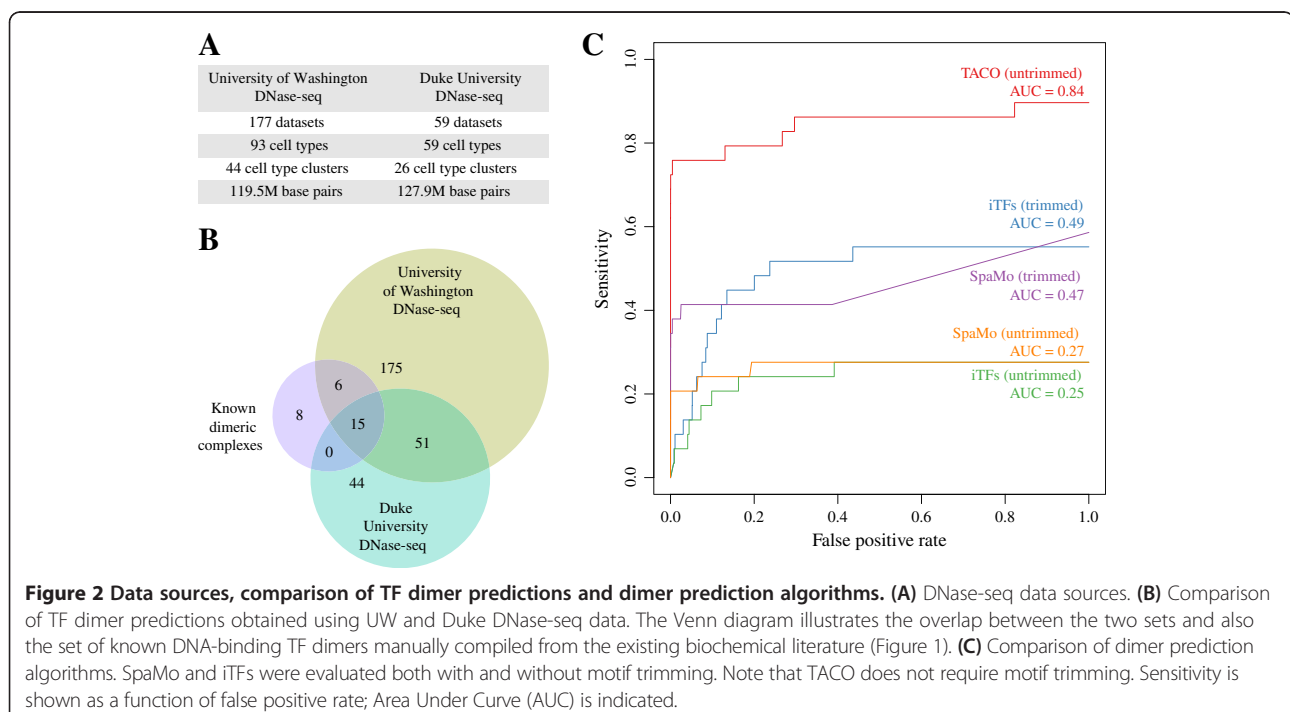 A
University of Washington
DNase-seq
Duke University
DNase-seq
177 datasets
59 datasets
93 cell types
59 cell types
44 cell type clusters
26 cell type clusters
119.5M base pairs
127.9M base pairs
B
University
of Washington
DNase-seq
175
6
Known
dimeric
complexes
8
15
0
51
44
Duke
University
DNase-seq
C
Sensitivity
1.0
0.8
0.6
0.4
0.2
0.0
TACO (untrimmed)
AUC = 0.84
iTFs (trimmed)
AUC = 0.49
SpaMo (trimmed)
AUC = 0.47
SpaMo (untrimmed)
AUC = 0.27
iTFs (untrimmed)
AUC = 0.25
0.0 0.2 0.4 0.6 0.8 1.0
False positive rate
Figure 2 Data sources, comparison of TF dimer predictions and dimer prediction algorithms. (A) DNase-seq data sources. (B) Comparison
of TF dimer predictions obtained using UW and Duke DNase-seq data. The Venn diagram illustrates the overlap between the two sets and also
the set of known DNA-binding TF dimers manually compiled from the existing biochemical literature (Figure 1). (C) Comparison of dimer prediction
algorithms. SpaMo and iTFs were evaluated both with and without motif trimming. Note that TACO does not require motif trimming. Sensitivity is
shown as a function of false positive rate; Area Under Curve (AUC) is indicated.